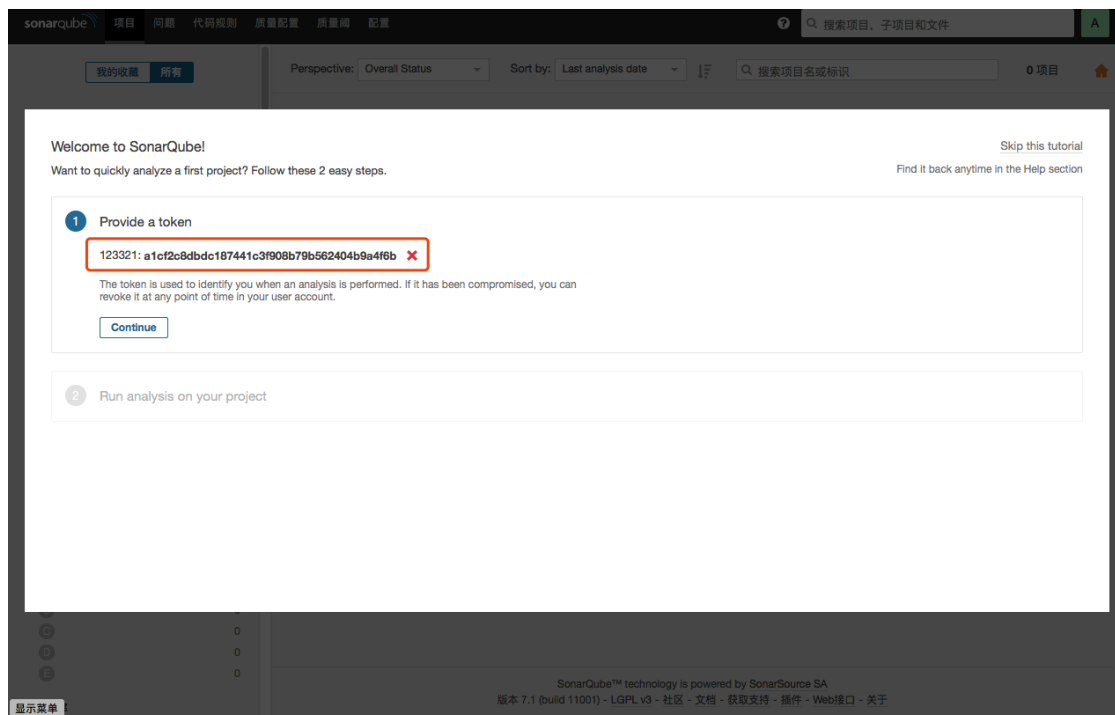 sonarqube 项目 问题 代码规则 质量配置 质量阈 配置 ? 搜索项目，子项目和文件 A
我的收藏 所有 Perspective: Overall Status Sort by: Last analysis date 搜索项目名或标识 0 项目
Welcome to SonarQube! Skip this tutorial
Want to quickly analyze a first project? Follow these 2 easy steps. Find it back anytime in the Help section
1 Provide a token
123321: a1cf2c8dbdc187441c3f908b79b562404b9a4f6b
The token is used to identify you when an analysis is performed. If it has been compromised, you can
revoke it at any point of time in your user account.
Continue
2 Run analysis on your project
C 0
D 0
E 0
SonarQube™ technology is powered by SonarSource SA
版本 7.1 (build 11001) - LGPL v3 - 社区 - 文档 - 获取支持 - 插件 - Web接口 - 关于
显示菜单